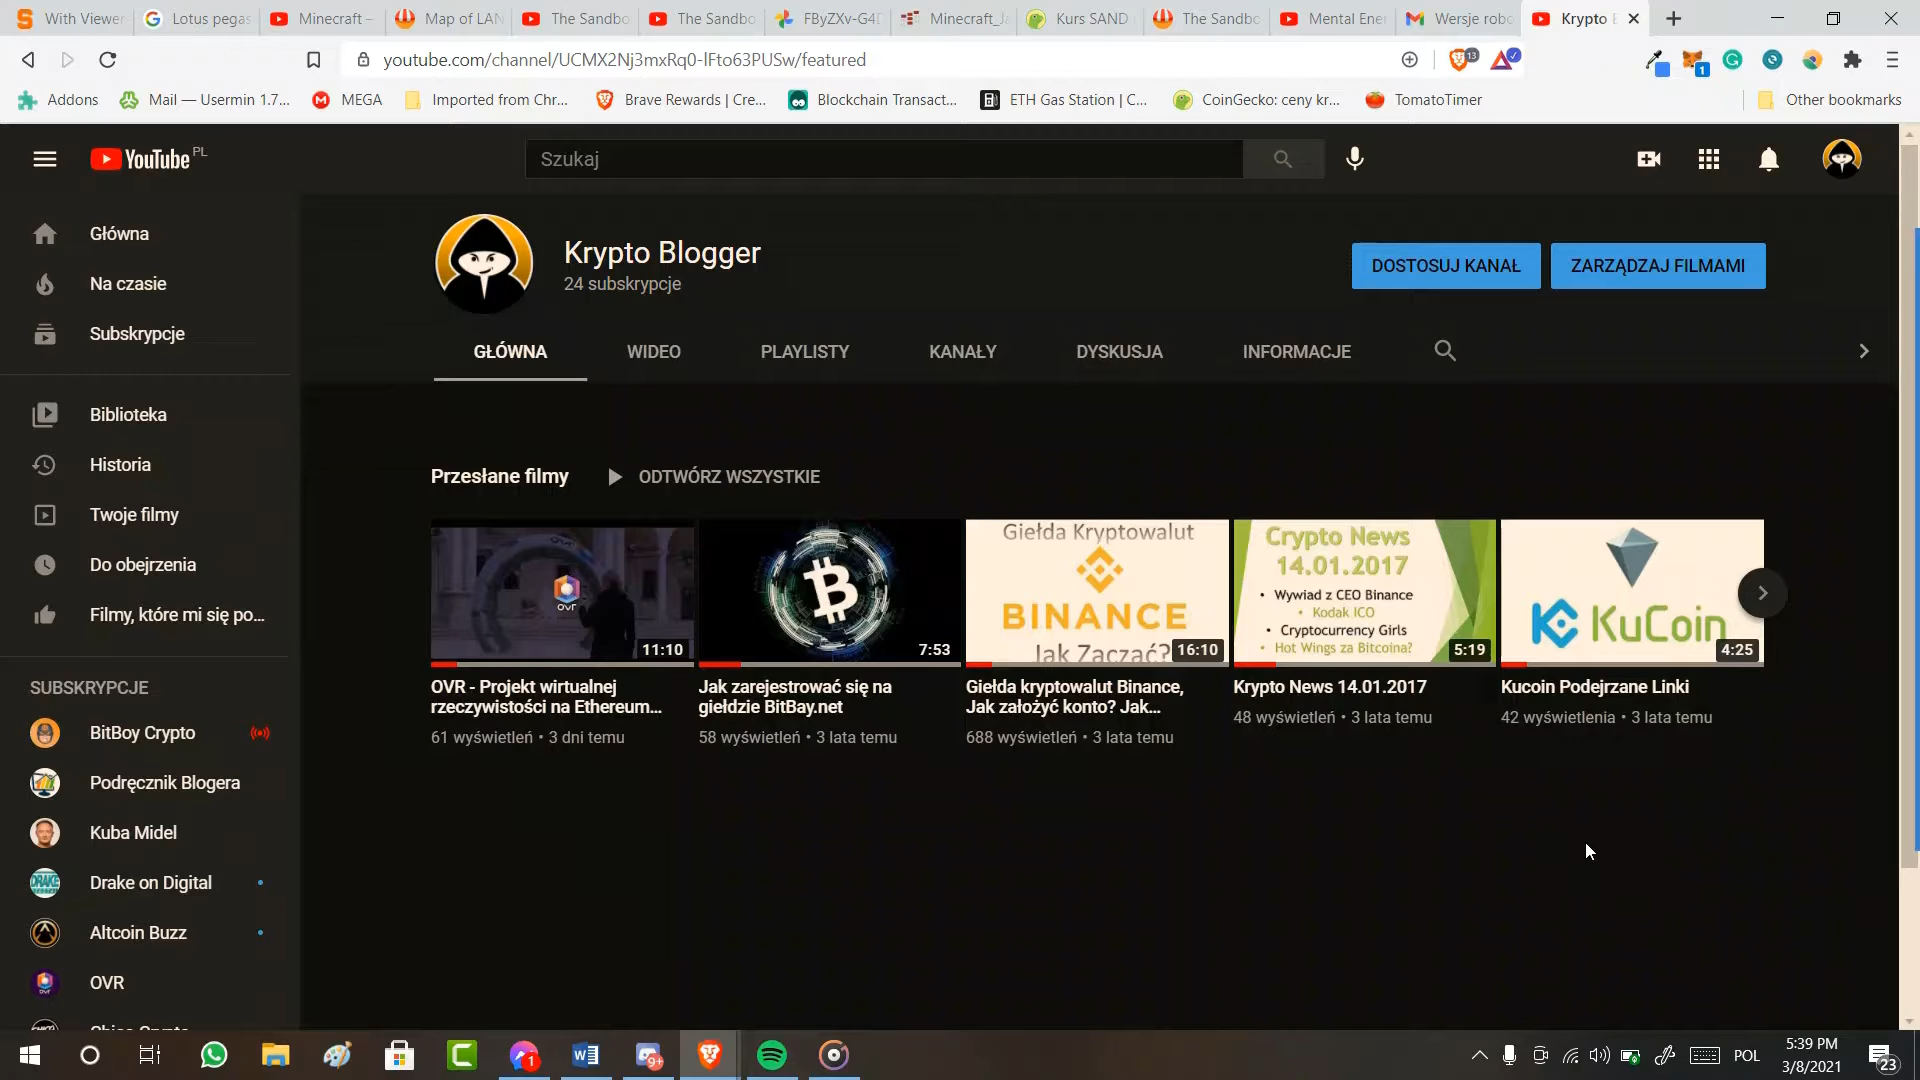 With Viewer
Lotus pegas
Minecraft –
Map of LAN
The Sandbo
The Sandbo
FByZXv-G4D
Minecraft_Ja
Kurs SAND
The Sandbo
Mental Ener
Wersje robo
Krypto B
youtube.com/channel/UCMX2Nj3mxRq0-lFto63PUSw/featured
13
1
Addons
Mail — Usermin 1.7...
MEGA
Imported from Chr...
Brave Rewards | Cre...
Blockchain Transact...
ETH Gas Station | C...
CoinGecko: ceny kr...
TomatoTimer
Other bookmarks
YouTube PL
Szukaj
Główna
Na czasie
Subskrypcje
Biblioteka
Historia
Twoje filmy
Do obejrzenia
Filmy, które mi się po...
SUBSKRYPCJE
BitBoy Crypto
Podręcznik Blogera
Kuba Midel
Drake on Digital
Altcoin Buzz
OVR
Krypto Blogger
24 subskrypcje
DOSTOSUJ KANAŁ
ZARZĄDZAJ FILMAMI
GŁÓWNA
WIDEO
PLAYLISTY
KANAŁY
DYSKUSJA
INFORMACJE
Przesłane filmy
ODTWÓRZ WSZYSTKIE
ovr
11:10
OVR - Projekt wirtualnej
rzeczywistości na Ethereum...
61 wyświetleń • 3 dni temu
7:53
Jak zarejestrować się na
giełdzie BitBay.net
58 wyświetleń • 3 lata temu
Giełda Kryptowalut
BINANCE
Jak Zacząć?
16:10
Giełda kryptowalut Binance,
Jak założyć konto? Jak...
688 wyświetleń • 3 lata temu
Crypto News
14.01.2017
• Wywiad z CEO Binance
• Kodak ICO
• Cryptocurrency Girls
• Hot Wings za Bitcoina?
5:19
Krypto News 14.01.2017
48 wyświetleń • 3 lata temu
KuCoin
4:25
Kucoin Podejrzane Linki
42 wyświetlenia • 3 lata temu
1
9+
POL
5:39 PM
3/8/2021
23